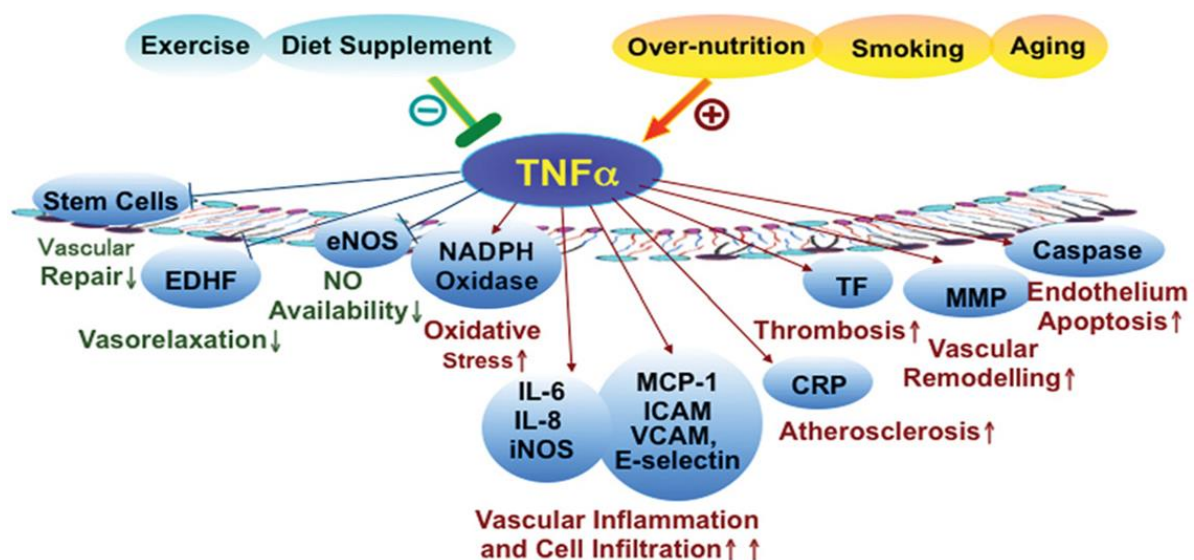 Exercise
Diet Supplement
Over-nutrition
Smoking
Aging
−
+
TNFα
Stem Cells
Vascular
Repair↓
EDHF
Vasorelaxation↓
eNOS
NO
Availability↓
NADPH
Oxidase
Oxidative
Stress↑
IL-6
IL-8
iNOS
MCP-1
ICAM
VCAM,
E-selectin
Vascular Inflammation
and Cell Infiltration↑ ↑
CRP
Atherosclerosis↑
TF
Thrombosis↑
MMP
Vascular
Remodelling↑
Caspase
Endothelium
Apoptosis↑